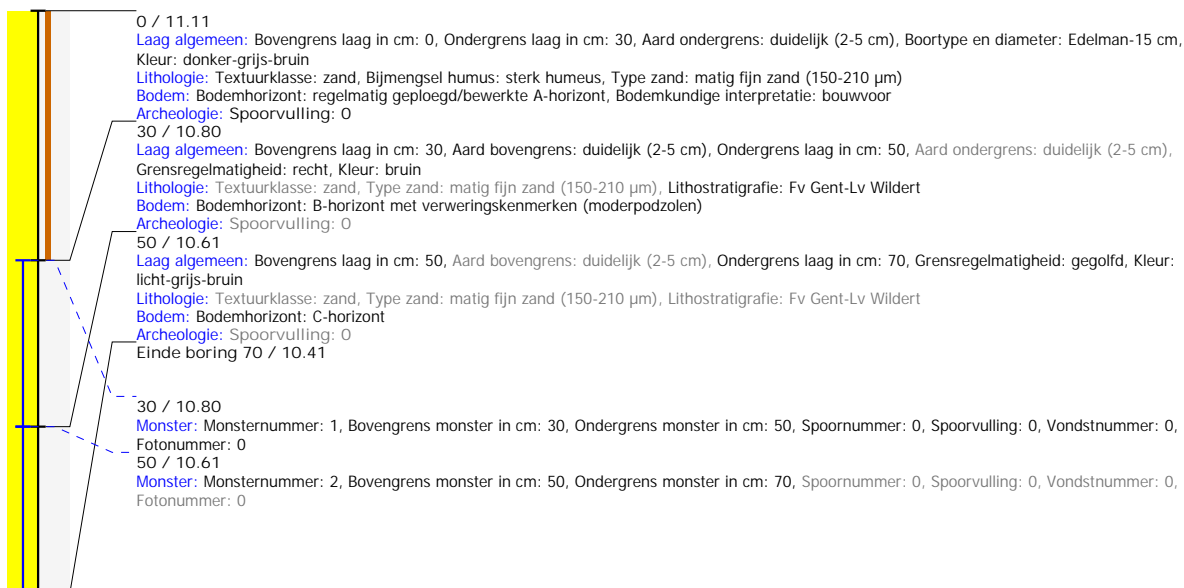 0 / 11.11
Laag algemeen: Bovengrens laag in cm: 0, Ondergrens laag in cm: 30, Aard ondergrens: duidelijk (2-5 cm), Boortype en diameter: Edelman-15 cm,
Kleur: donker-grijs-bruin
Lithologie: Textuurklasse: zand, Bijmengsel humus: sterk humeus, Type zand: matig fijn zand (150-210 µm)
Bodem: Bodemhorizont: regelmatig geploegd/bewerkte A-horizont, Bodemkundige interpretatie: bouwvoor
Archeologie: Spoorvulling: 0
30 / 10.80
Laag algemeen: Bovengrens laag in cm: 30, Aard bovengrens: duidelijk (2-5 cm), Ondergrens laag in cm: 50, Aard ondergrens: duidelijk (2-5 cm),
Grensregelmatigheid: recht, Kleur: bruin
Lithologie: Textuurklasse: zand, Type zand: matig fijn zand (150-210 µm), Lithostratigrafie: Fv Gent-Lv Wildert
Bodem: Bodemhorizont: B-horizont met verweringskenmerken (moderpodzolen)
Archeologie: Spoorvulling: 0
50 / 10.61
Laag algemeen: Bovengrens laag in cm: 50, Aard bovengrens: duidelijk (2-5 cm), Ondergrens laag in cm: 70, Grensregelmatigheid: gegolfd, Kleur:
licht-grijs-bruin
Lithologie: Textuurklasse: zand, Type zand: matig fijn zand (150-210 µm), Lithostratigrafie: Fv Gent-Lv Wildert
Bodem: Bodemhorizont: C-horizont
Archeologie: Spoorvulling: 0
Einde boring 70 / 10.41
30 / 10.80
Monster: Monsternummer: 1, Bovengrens monster in cm: 30, Ondergrens monster in cm: 50, Spoornummer: 0, Spoorvulling: 0, Vondstnummer: 0,
Fotonummer: 0
50 / 10.61
Monster: Monsternummer: 2, Bovengrens monster in cm: 50, Ondergrens monster in cm: 70, Spoornummer: 0, Spoorvulling: 0, Vondstnummer: 0,
Fotonummer: 0